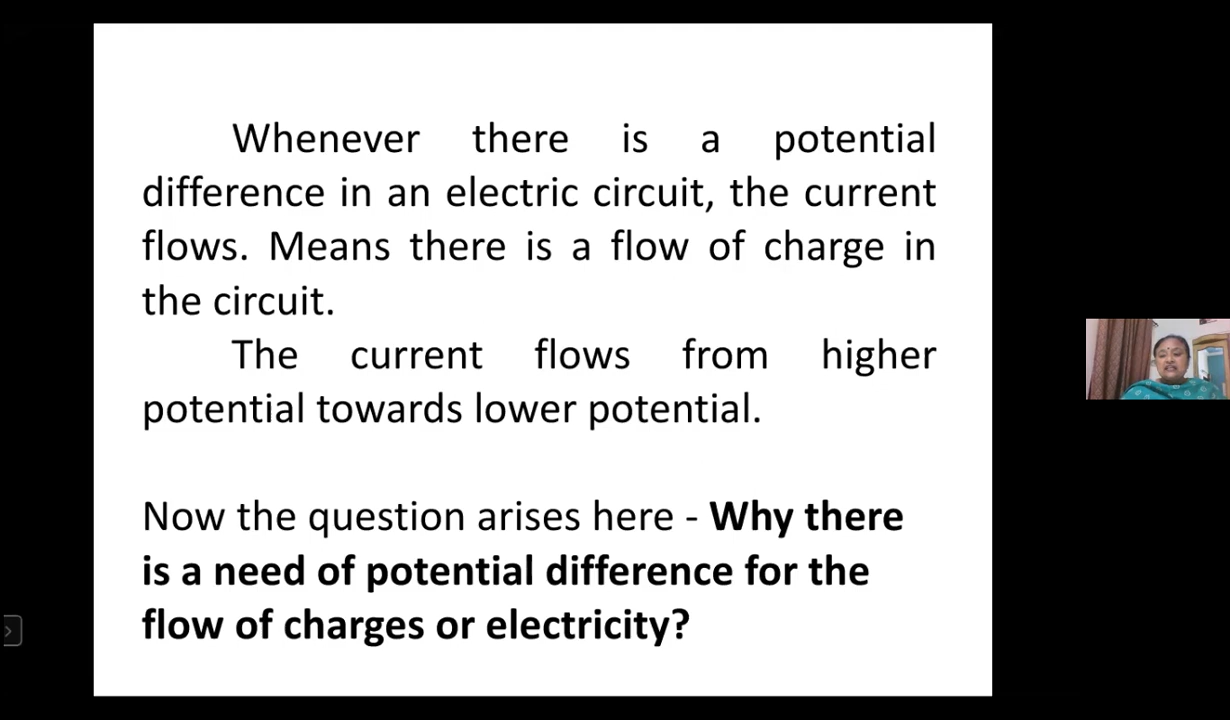 Whenever there is a potential
difference in an electric circuit, the current
flows. Means there is a flow of charge in
the circuit.
The current flows from higher
potential towards lower potential.
Now the question arises here - Why there
is a need of potential difference for the
flow of charges or electricity?